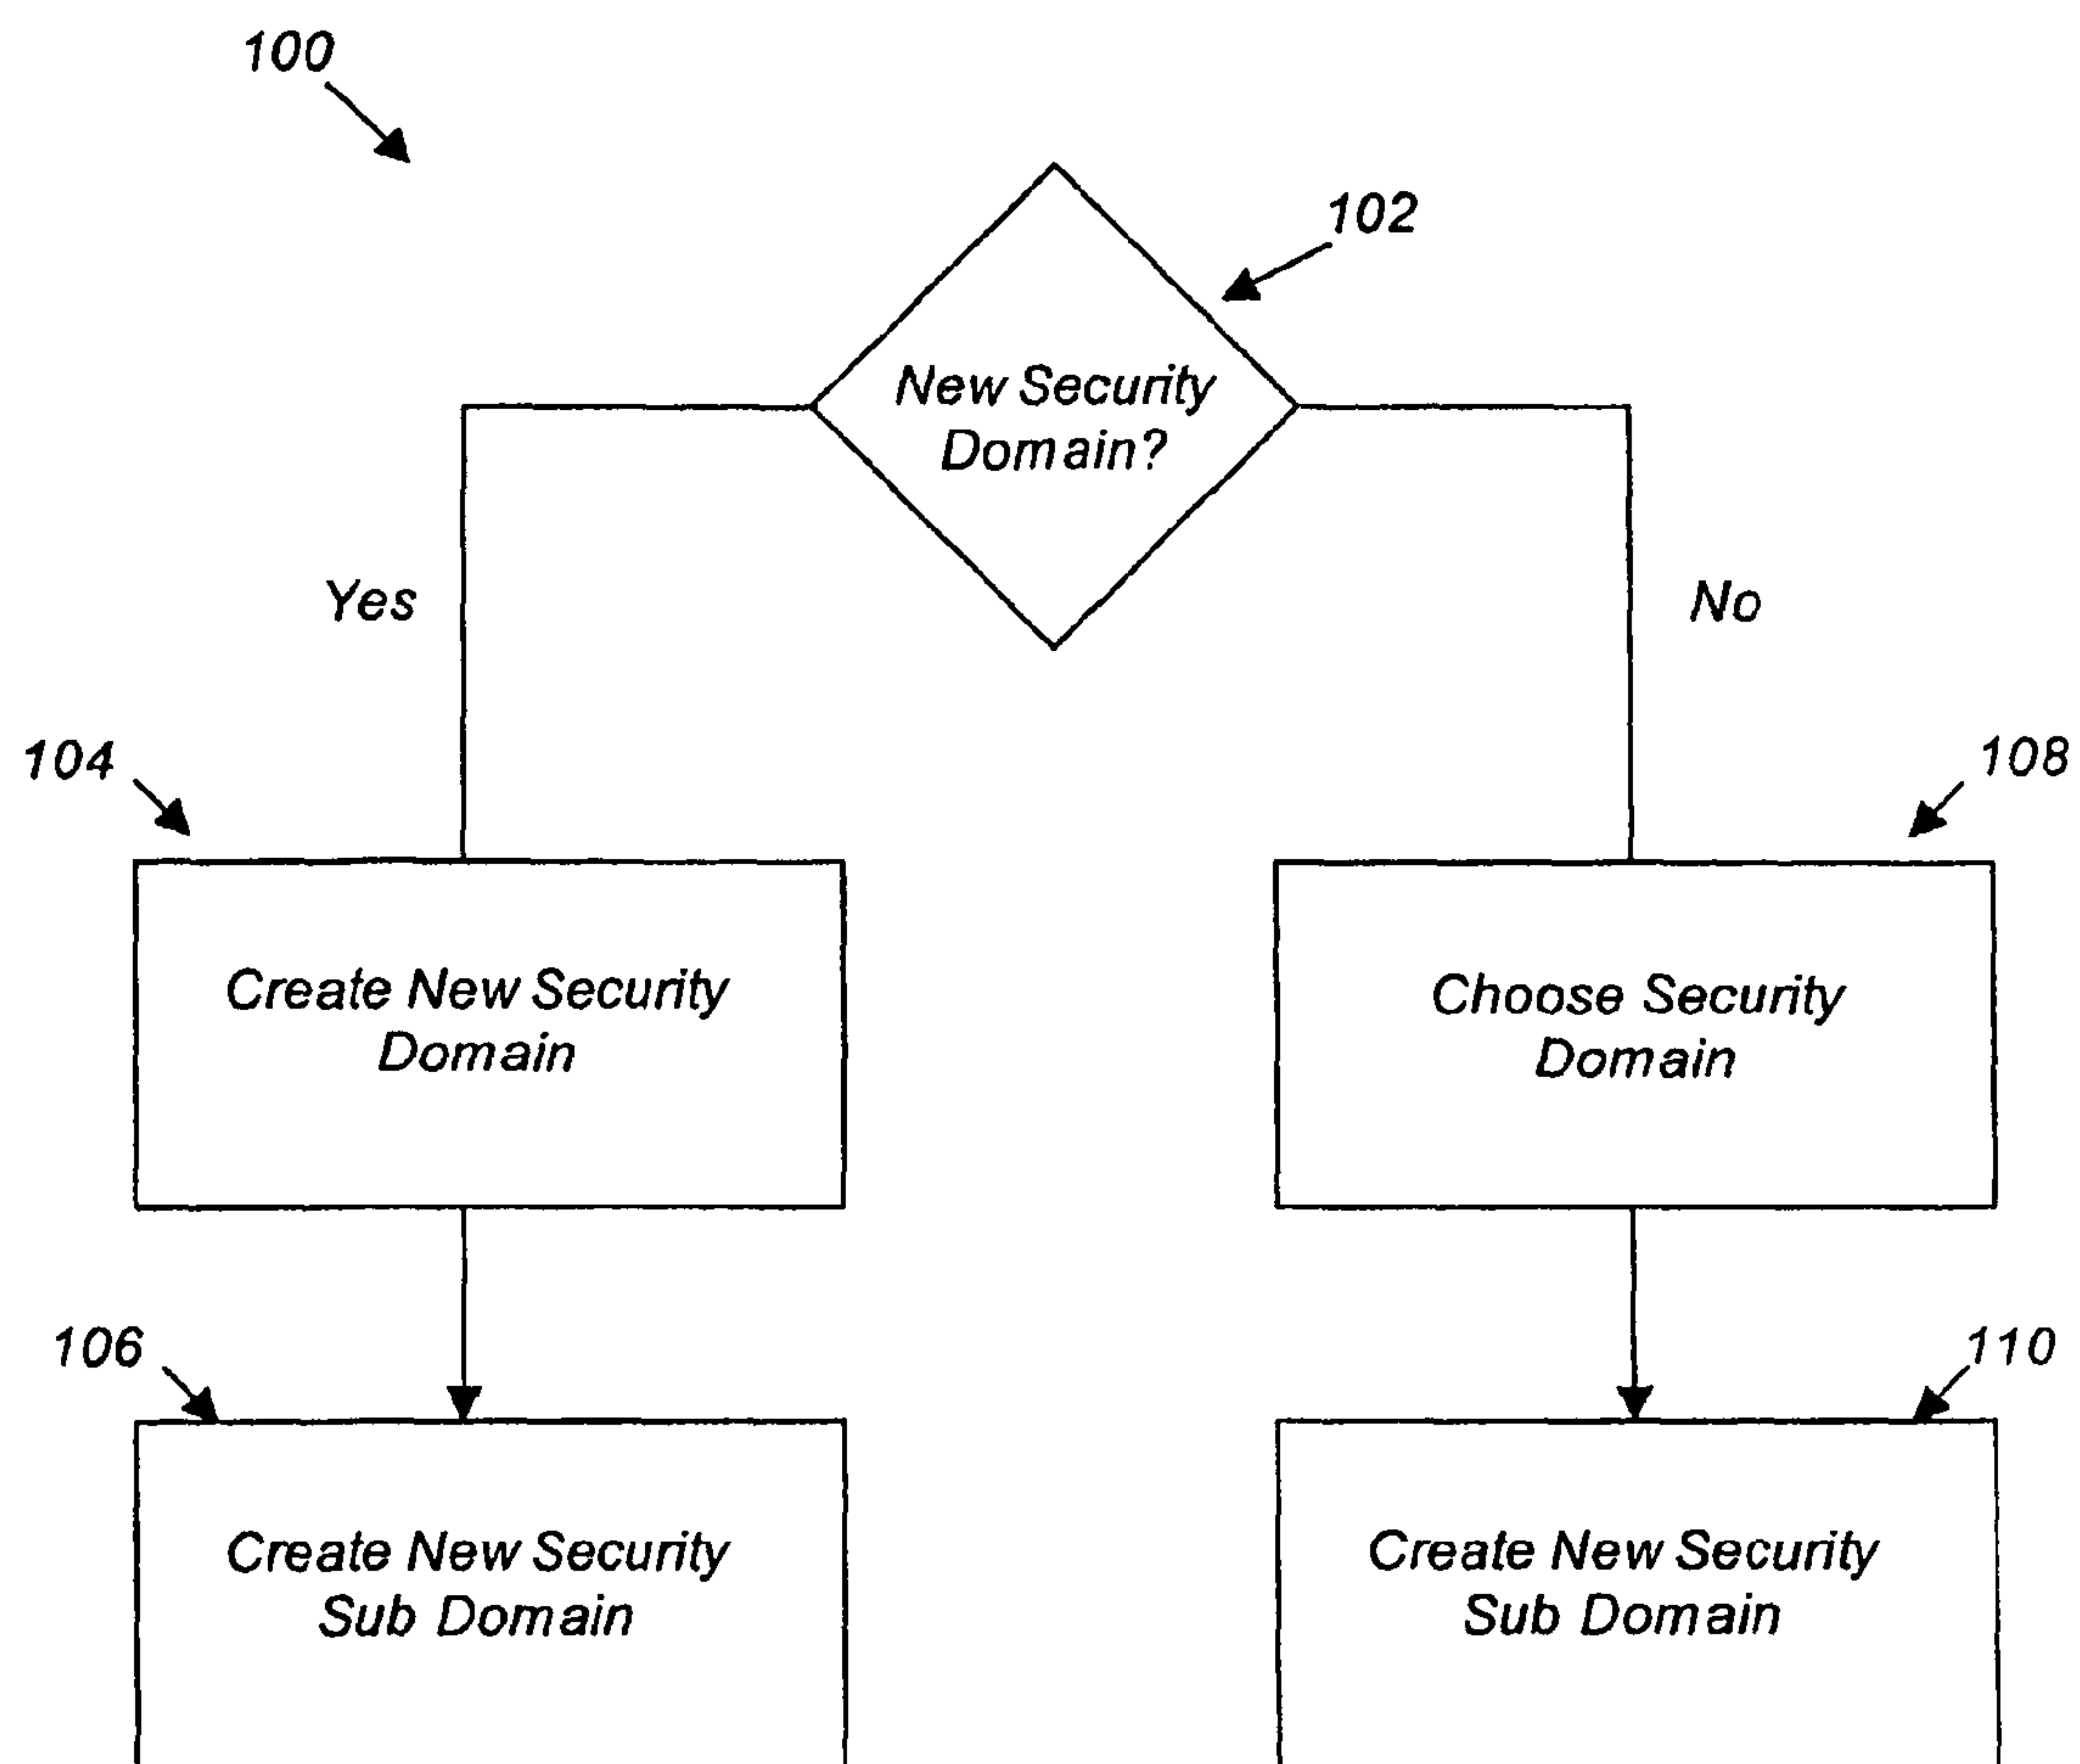 100
102
New Security
Domain?
Yes
No
104
108
Create New Security
Domain
Choose Security
Domain
106
110
Create New Security
Sub Domain
Create New Security
Sub Domain